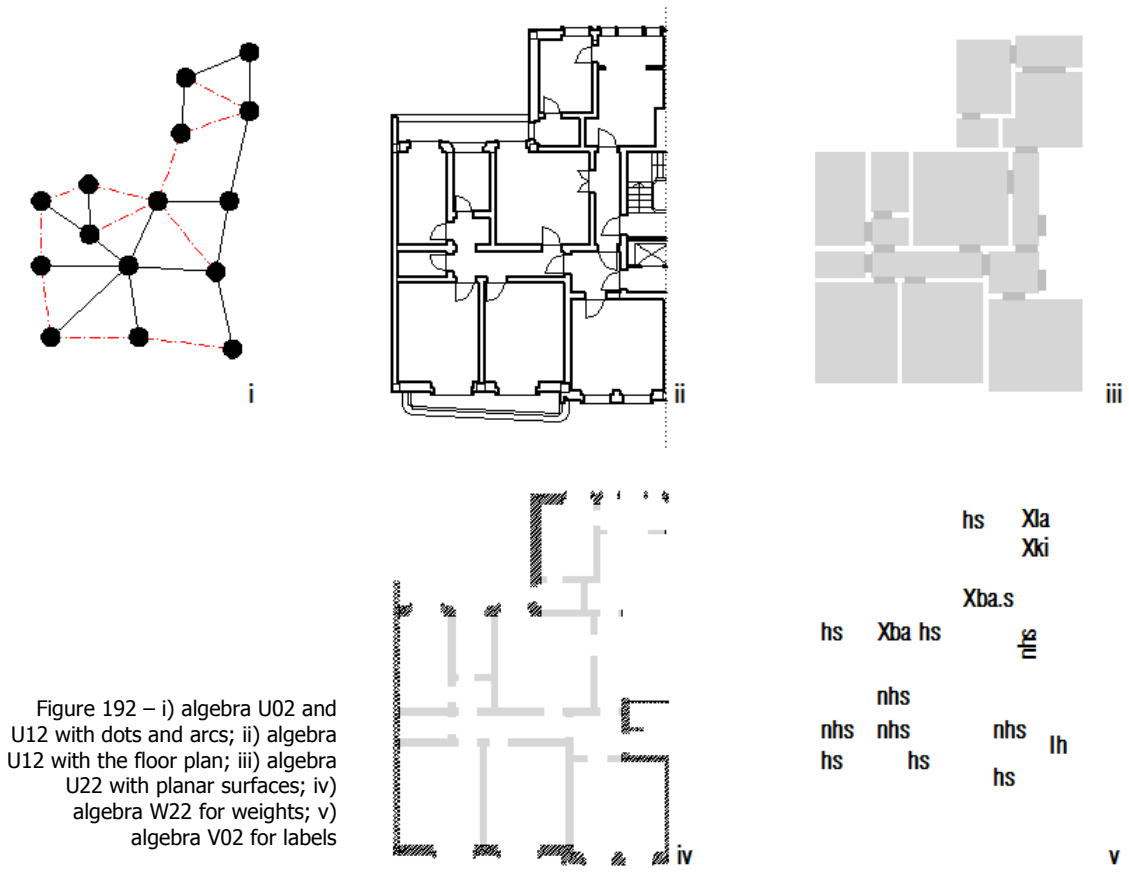 i
ii
iii
Figure 192 – i) algebra U02 and
U12 with dots and arcs; ii) algebra
U12 with the floor plan; iii) algebra
U22 with planar surfaces; iv)
algebra W22 for weights; v)
algebra V02 for labels
iv
hs Xla
Xki
Xba.s
hs Xba hs
nhs
nhs
nhs nhs nhs
lh
hs hs
hs
v